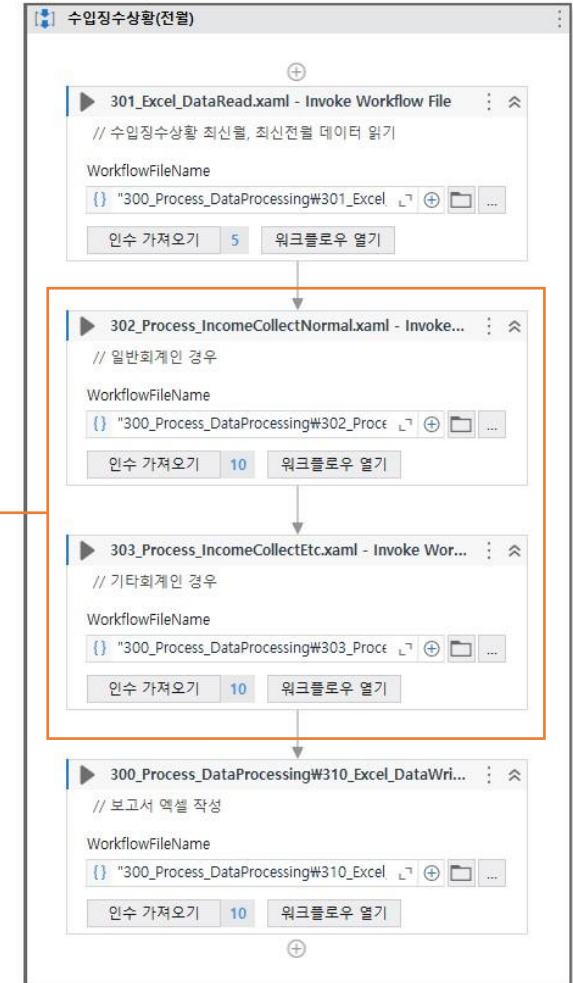 수입징수상황(전월)
301_Excel_DataRead.xaml - Invoke Workflow File
// 수입징수상황 최신월, 최신전월 데이터 읽기
WorkflowFileName
"300_Process_DataProcessing₩301_Excel ...
인수 가져오기 5 워크플로우 열기
302_Process_IncomeCollectNormal.xaml - Invoke...
// 일반회계인 경우
WorkflowFileName
"300_Process_DataProcessing₩302_Proce ...
인수 가져오기 10 워크플로우 열기
303_Process_IncomeCollectEtc.xaml - Invoke Wor...
// 기타회계인 경우
WorkflowFileName
"300_Process_DataProcessing₩303_Proce ...
인수 가져오기 10 워크플로우 열기
300_Process_DataProcessing₩310_Excel_DataWri...
// 보고서 엑셀 작성
WorkflowFileName
"300_Process_DataProcessing₩310_Excel ...
인수 가져오기 10 워크플로우 열기